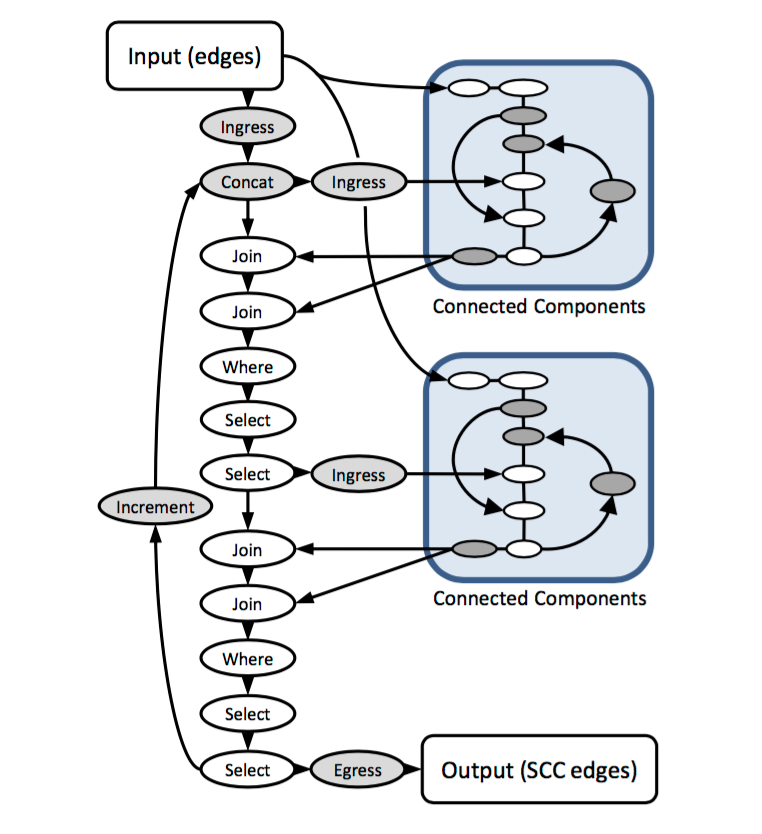 Input (edges)
Ingress
Concat
Ingress
Join
Join
Connected Components
Where
Select
Select
Ingress
Increment
Join
Join
Connected Components
Where
Select
Select
Egress
Output (SCC edges)